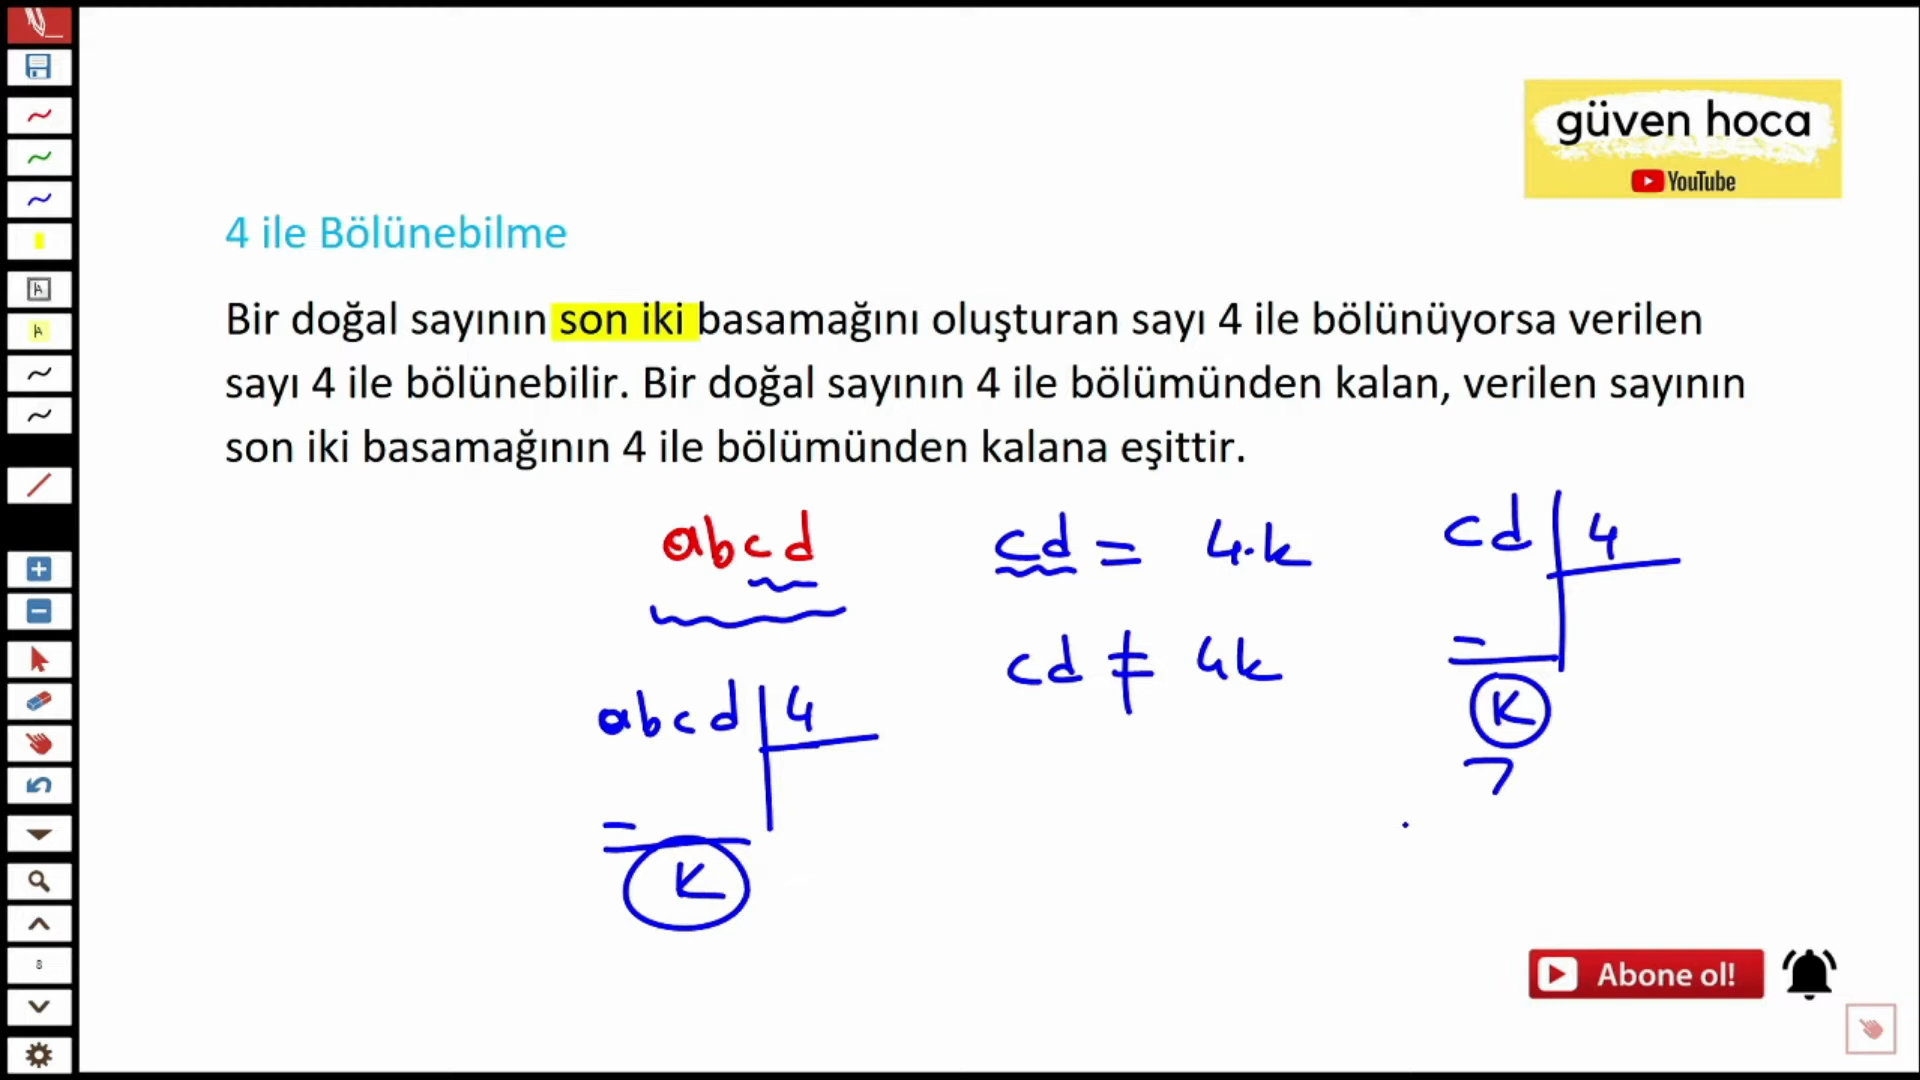 güven hoca
YouTube
4 ile Bölünebilme
Bir doğal sayının son iki basamağını oluşturan sayı 4 ile bölünüyorsa verilen
sayı 4 ile bölünebilir. Bir doğal sayının 4 ile bölümünden kalan, verilen sayının
son iki basamağının 4 ile bölümünden kalana eşittir.
abcd cd = 4.k cd | 4
cd ≠ 4k
K
abcd | 4
K
Abone ol!
8